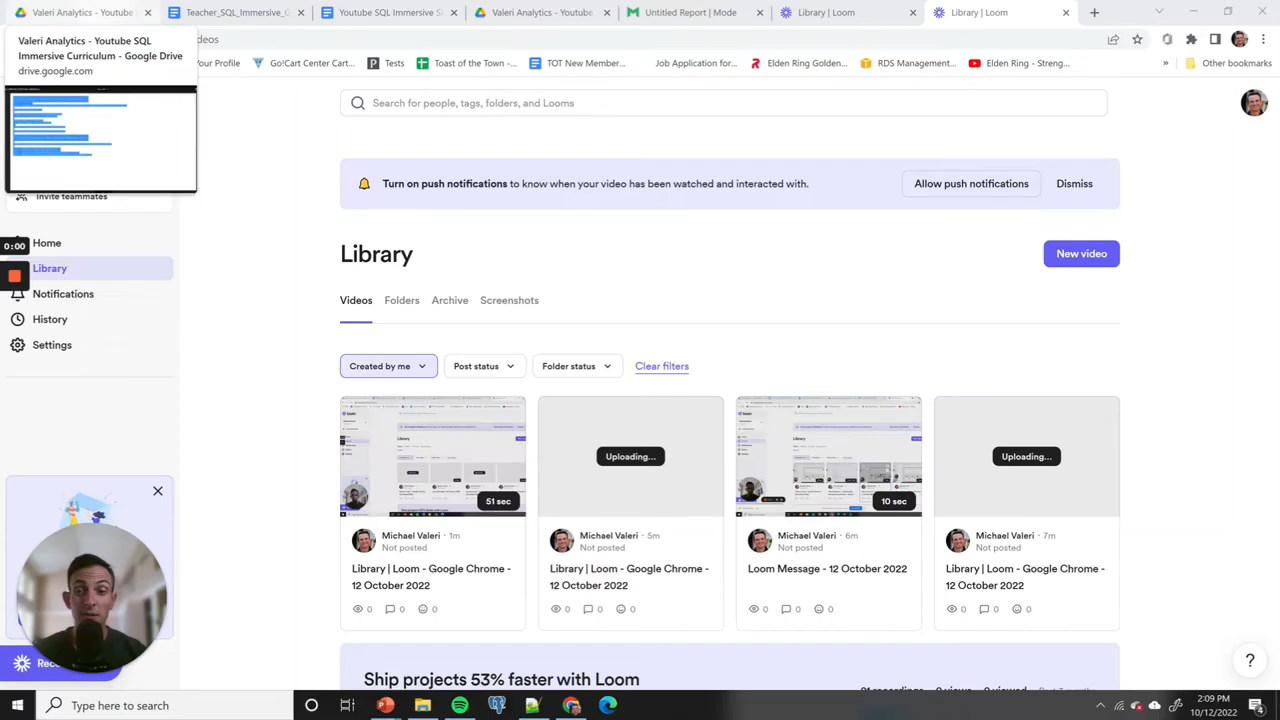 Valeri Analytics - Youtube
Teacher_SQL_Immersive_G
Youtube SQL Immersive -
Valeri Analytics - Youtube
Untitled Report | Mode
Library | Loom
Library | Loom
Valeri Analytics - Youtube SQL
Immersive Curriculum - Google Drive
drive.google.com
deos
Your Profile
Go!Cart Center Cart...
Tests
Toast of the Town -...
TOT New Member...
Job Application for...
Elden Ring Golden...
RDS Management...
Elden Ring - Streng...
»
Other bookmarks
Search for people, tags, folders, and Looms
Turn on push notifications to know when your video has been watched and interacted with.
Allow push notifications
Dismiss
Invite teammates
Home
0:00
Library
Notifications
History
Settings
Library
New video
Videos
Folders
Archive
Screenshots
Created by me
Post status
Folder status
Clear filters
51 sec
Uploading...
10 sec
Uploading...
Michael Valeri · 1m
Not posted
Library | Loom - Google Chrome -
12 October 2022
0
0
0
Michael Valeri · 5m
Not posted
Library | Loom - Google Chrome -
12 October 2022
0
0
0
Michael Valeri · 6m
Not posted
Loom Message - 12 October 2022
0
0
0
Michael Valeri · 7m
Not posted
Library | Loom - Google Chrome -
12 October 2022
0
0
0
Rec
Ship projects 53% faster with Loom
?
Type here to search
2:09 PM
10/12/2022
4